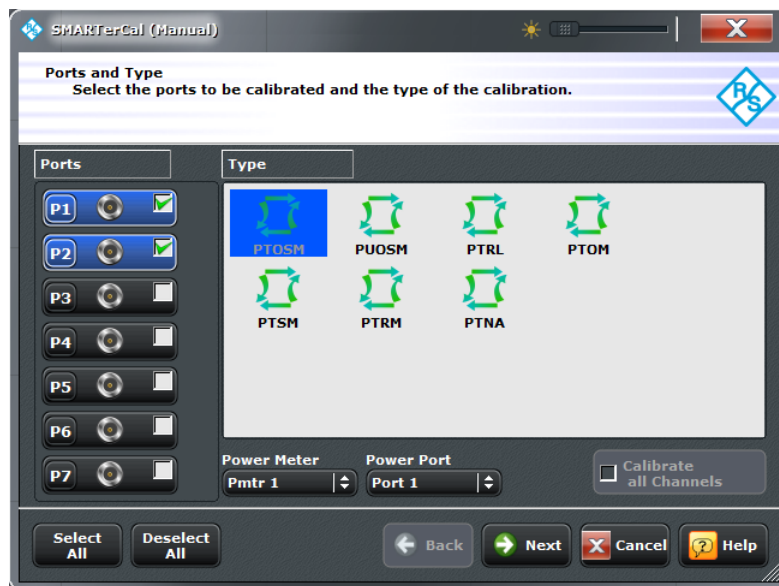 SMARTerCal (Manual)
X
Ports and Type
Select the ports to be calibrated and the type of the calibration.
R&S
Ports
Type
P1
P2
P3
P4
P5
P6
P7
PTOSM
PUOSM
PTRL
PTOM
PTSM
PTRM
PTNA
Power Meter
Power Port
Pmtr 1
Port 1
Calibrate
all Channels
Select
All
Deselect
All
Back
Next
X Cancel
? Help